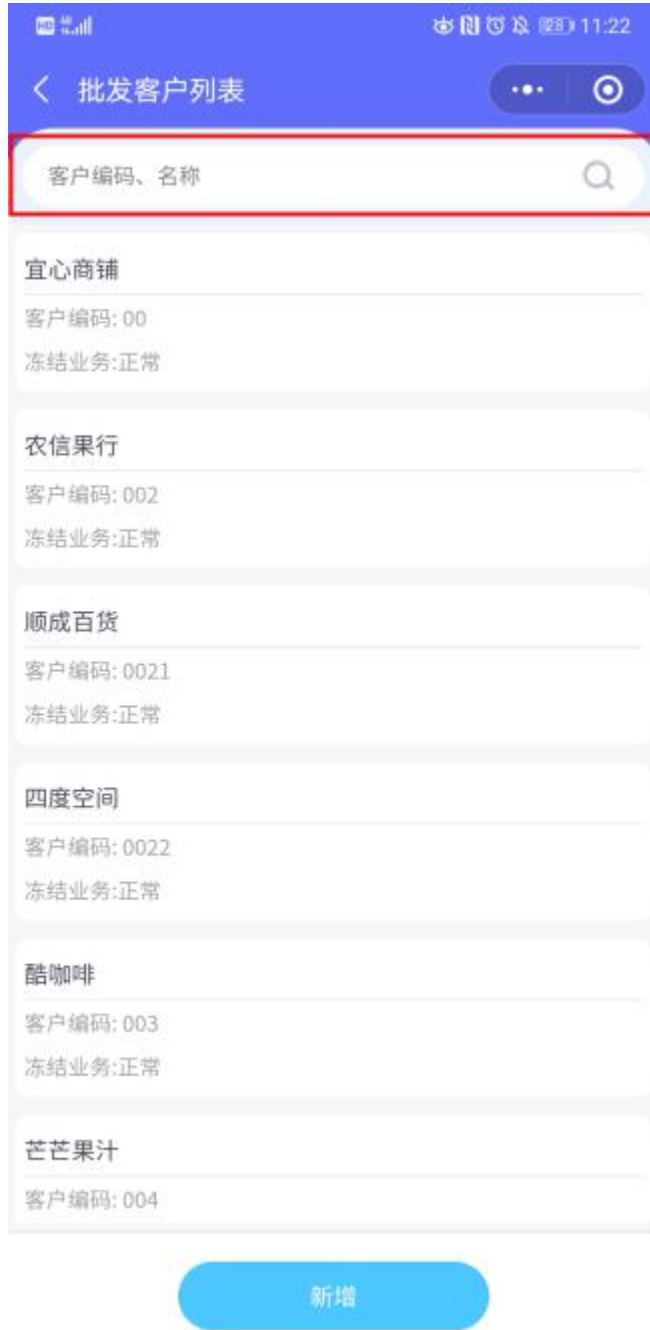 HD 4G 28 11:22
批发客户列表
客户编码、名称
宜心商铺
客户编码: 00
冻结业务:正常
农信果行
客户编码: 002
冻结业务:正常
顺成百货
客户编码: 0021
冻结业务:正常
四度空间
客户编码: 0022
冻结业务:正常
酷咖啡
客户编码: 003
冻结业务:正常
芒芒果汁
客户编码: 004
新增